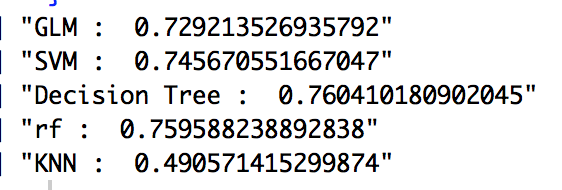 "GLM :  0.729213526935792"
"SVM :  0.745670551667047"
"Decision Tree :  0.760410180902045"
"rf :  0.759588238892838"
"KNN :  0.490571415299874"